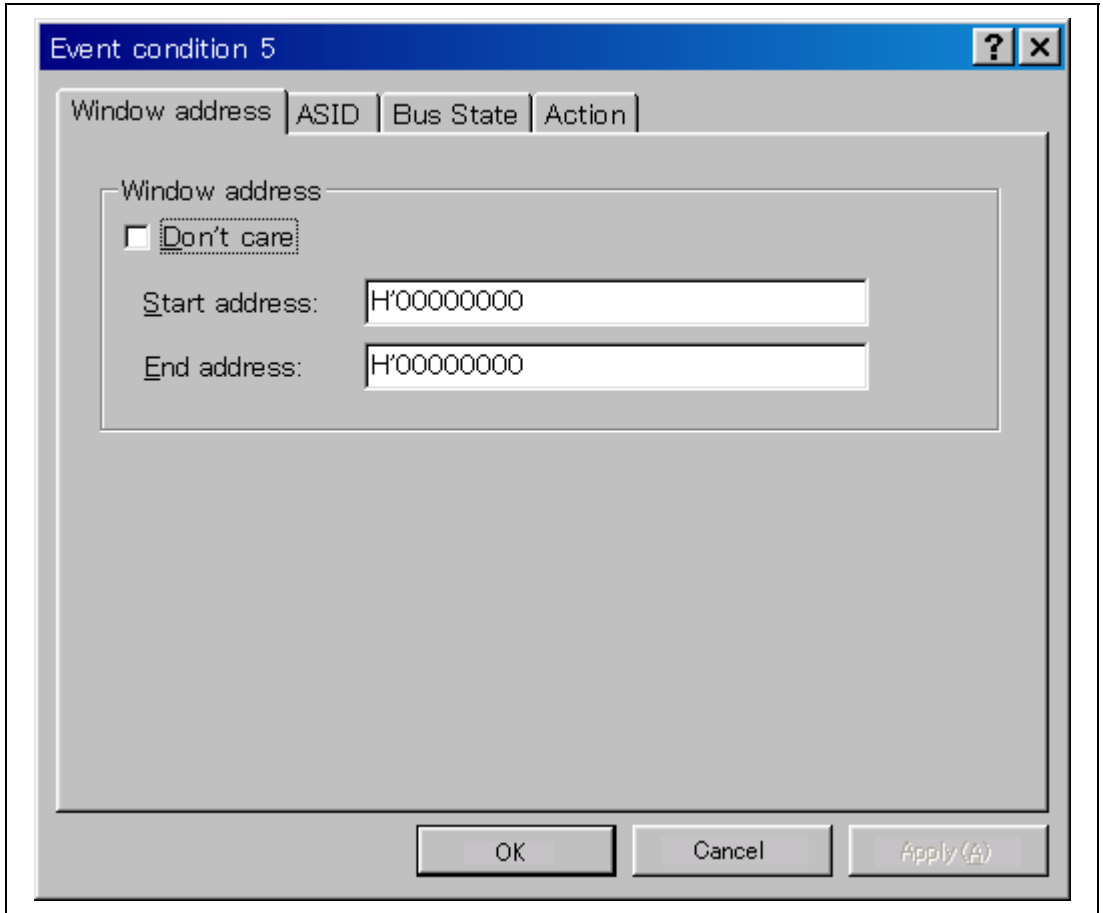 Event condition 5
Window address ASID Bus State Action
Window address
Don't care
Start address: H'00000000
End address: H'00000000
OK Cancel Apply(A)